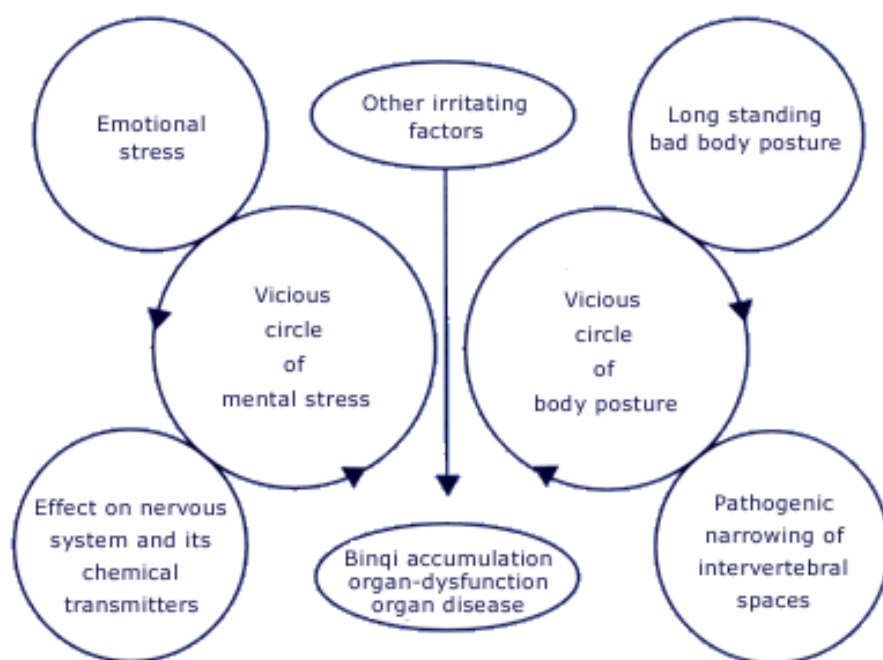 Emotional
stress
Other irritating
factors
Long standing
bad body posture
Vicious
circle
of
mental stress
Vicious
circle
of
body posture
Effect on nervous
system and its
chemical
transmitters
Binqi accumulation
organ-dysfunction
organ disease
Pathogenic
narrowing of
intervertebral
spaces